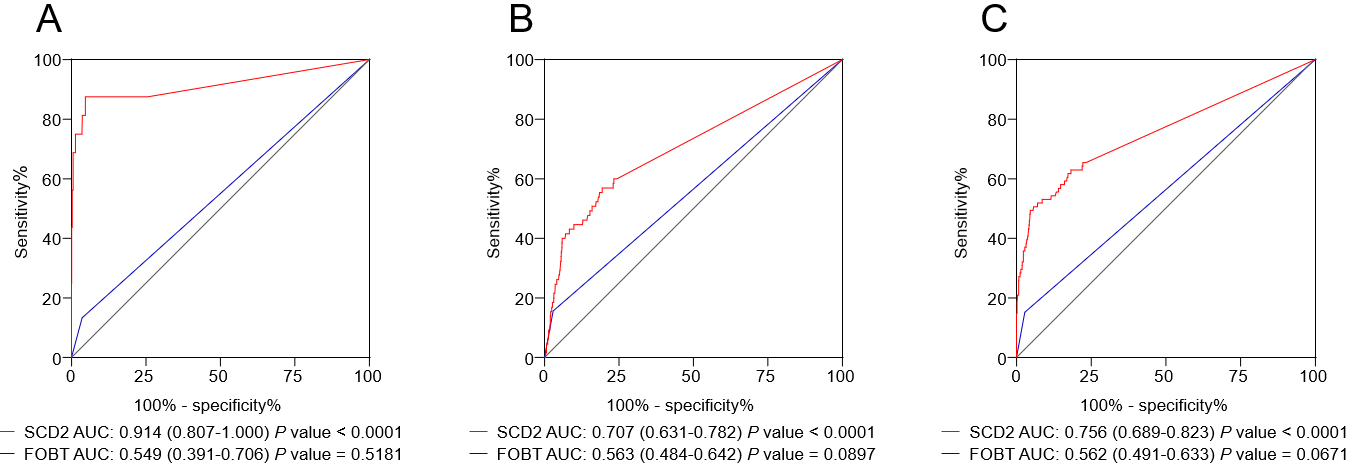 A
B
C
100
80
60
40
20
0
Sensitivity%
0 25 50 75 100
100% - specificity%
SCD2 AUC: 0.914 (0.807-1.000) P value < 0.0001
FOBT AUC: 0.549 (0.391-0.706) P value = 0.5181
100
80
60
40
20
0
Sensitivity%
0 25 50 75 100
100% - specificity%
SCD2 AUC: 0.707 (0.631-0.782) P value < 0.0001
FOBT AUC: 0.563 (0.484-0.642) P value = 0.0897
100
80
60
40
20
0
Sensitivity%
0 25 50 75 100
100% - specificity%
SCD2 AUC: 0.756 (0.689-0.823) P value < 0.0001
FOBT AUC: 0.562 (0.491-0.633) P value = 0.0671